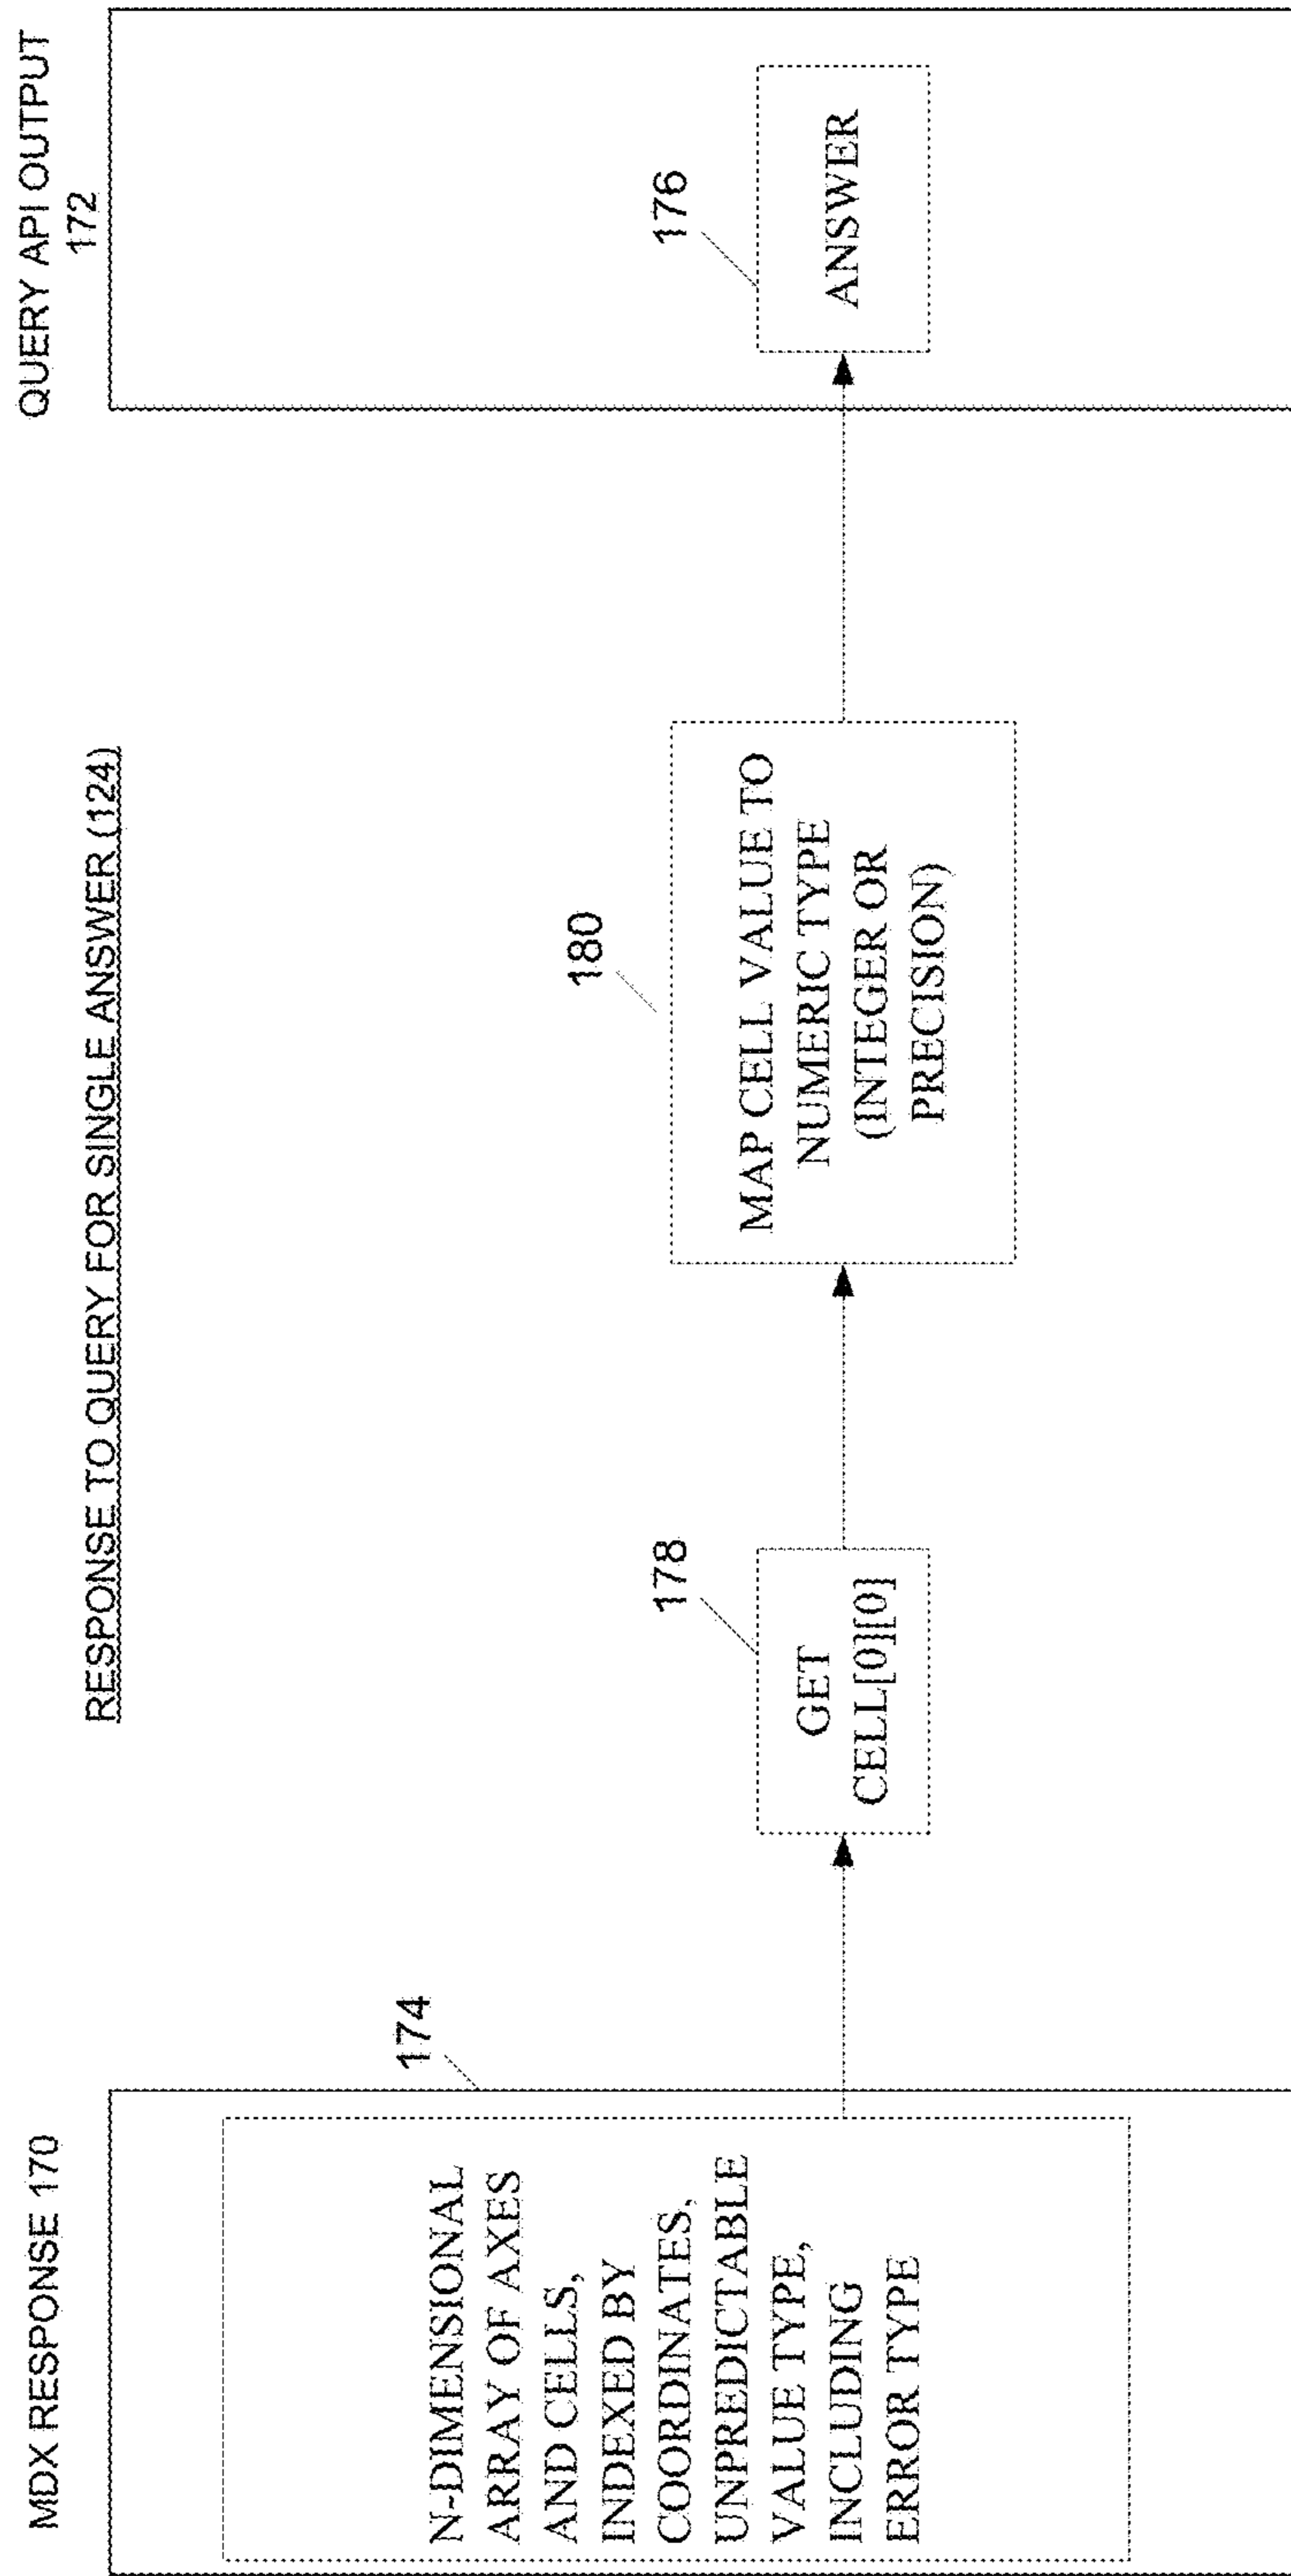 RESPONSE TO QUERY FOR SINGLE ANSWER (124)
MDX RESPONSE 170
174
N-DIMENSIONAL
ARRAY OF AXES
AND CELLS,
INDEXED BY
COORDINATES,
UNPREDICTABLE
VALUE TYPE,
INCLUDING
ERROR TYPE
178
GET
CELL[0][0]
180
MAP CELL VALUE TO
NUMERIC TYPE
(INTEGER OR
PRECISION)
QUERY API OUTPUT
172
176
ANSWER